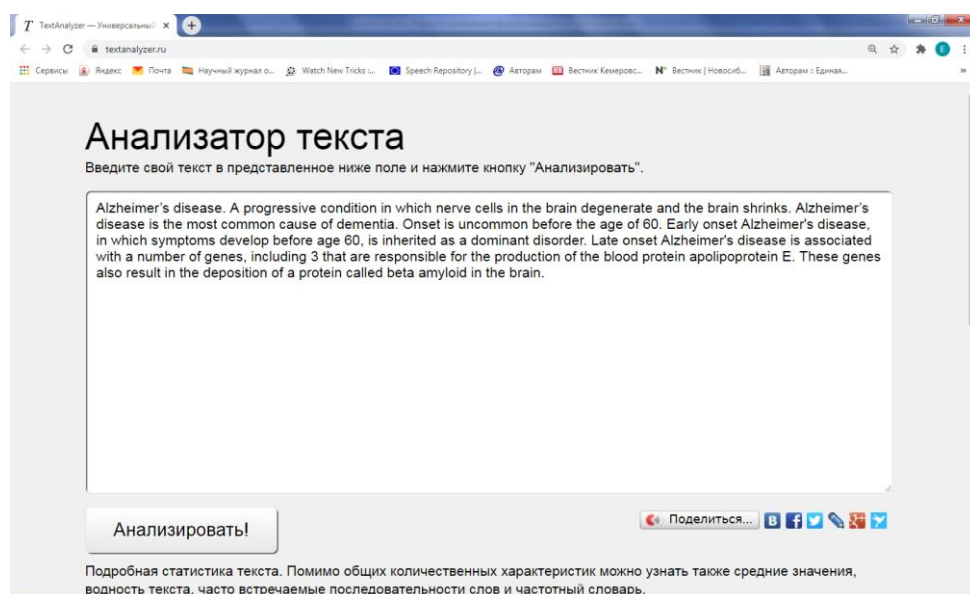 T TextAnalyzer — Универсальный
textanalyzer.ru
Сервисы Яндекс Почта Научный журнал о... Watch New Tricks :... Speech Repository |... Авторам Вестник Кемеровс... Вестник | Новосиб... Авторам :: Единая... »
Анализатор текста
Введите свой текст в представленное ниже поле и нажмите кнопку "Анализировать".
Alzheimer’s disease. A progressive condition in which nerve cells in the brain degenerate and the brain shrinks. Alzheimer’s
disease is the most common cause of dementia. Onset is uncommon before the age of 60. Early onset Alzheimer's disease,
in which symptoms develop before age 60, is inherited as a dominant disorder. Late onset Alzheimer's disease is associated
with a number of genes, including 3 that are responsible for the production of the blood protein apolipoprotein E. These genes
also result in the deposition of a protein called beta amyloid in the brain.
Анализировать!
Поделиться...
Подробная статистика текста. Помимо общих количественных характеристик можно узнать также средние значения,
водность текста, часто встречаемые последовательности слов и частотный словарь.